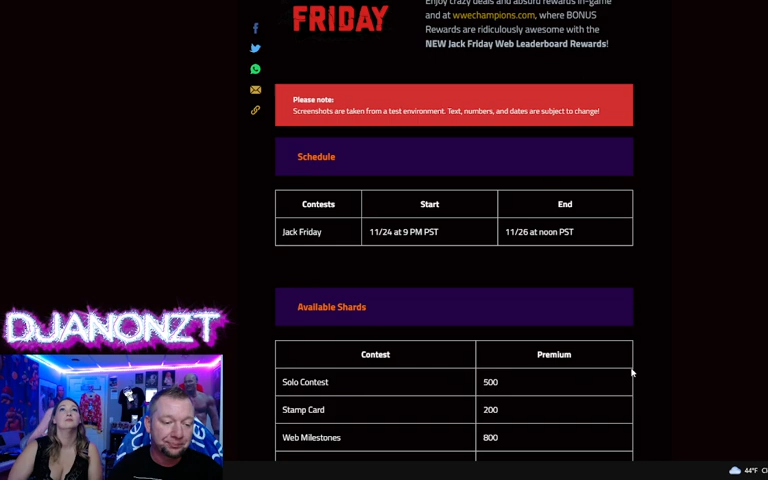 Enjoy crazy deals and absurd rewards in-game
FRIDAY
and at wwechampions.com, where BONUS
Rewards are ridiculously awesome with the
NEW Jack Friday Web Leaderboard Rewards!
Please note:
Screenshots are taken from a test environment. Text, numbers, and dates are subject to change!
Schedule
Contests Start End
Jack Friday 11/24 at 9 PM PST 11/26 at noon PST
Available Shards
Contest Premium
Solo Contest 500
Stamp Card 200
Web Milestones 800
DJANONZT
44°F